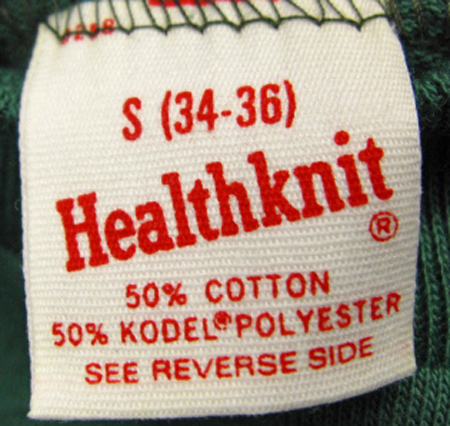 S (34-36)
Healthknit®
50% COTTON
50% KODEL® POLYESTER
SEE REVERSE SIDE